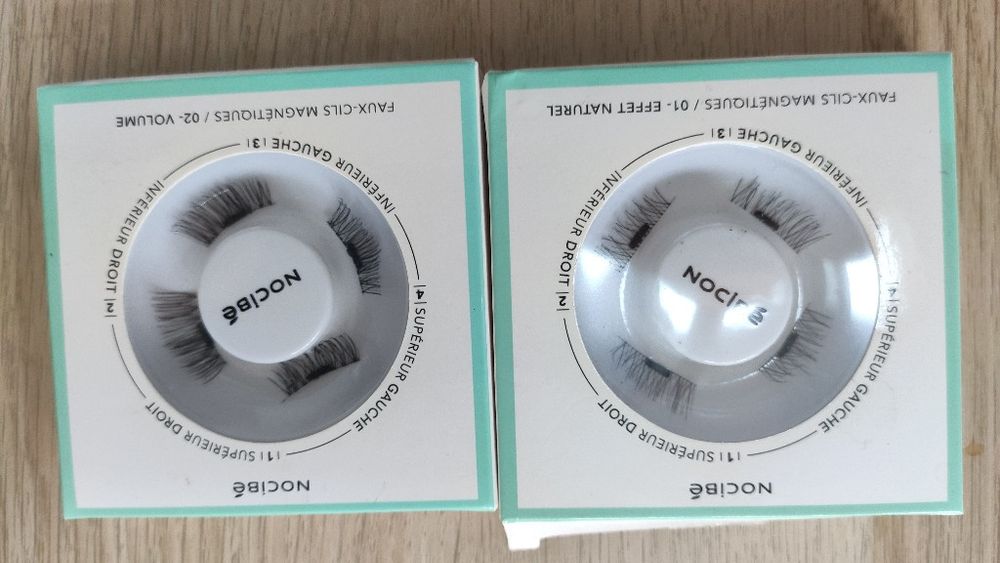 NOCIBÉ
|1| SUPÉRIEUR DROIT
INFÉRIEUR DROIT |2|
INFÉRIEUR GAUCHE |3|
|4| SUPÉRIEUR GAUCHE
NOCIBÉ
FAUX-CILS MAGNÉTIQUES / 01- EFFET NATUREL
NOCIBÉ
|1| SUPÉRIEUR DROIT
INFÉRIEUR DROIT |2|
INFÉRIEUR GAUCHE |3|
|4| SUPÉRIEUR GAUCHE
NOCIBÉ
FAUX-CILS MAGNÉTIQUES / 02- VOLUME